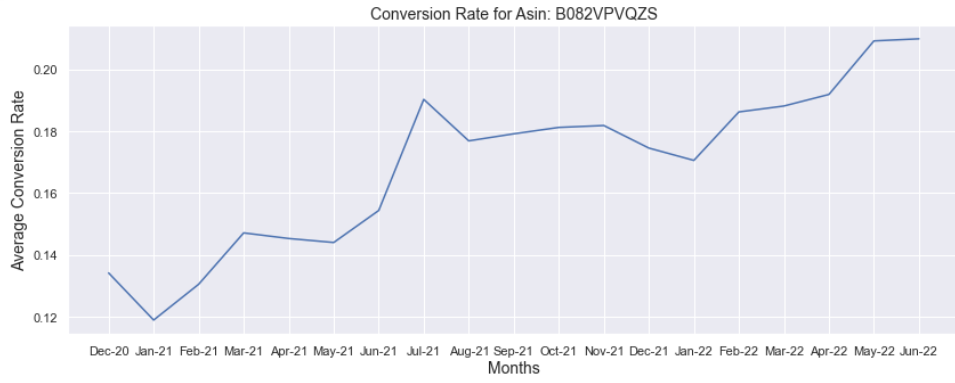 Conversion Rate for Asin: B082VPVQZS
Average Conversion Rate
0.20
0.18
0.16
0.14
0.12
Dec-20 Jan-21 Feb-21 Mar-21 Apr-21 May-21 Jun-21 Jul-21 Aug-21 Sep-21 Oct-21 Nov-21 Dec-21 Jan-22 Feb-22 Mar-22 Apr-22 May-22 Jun-22
Months